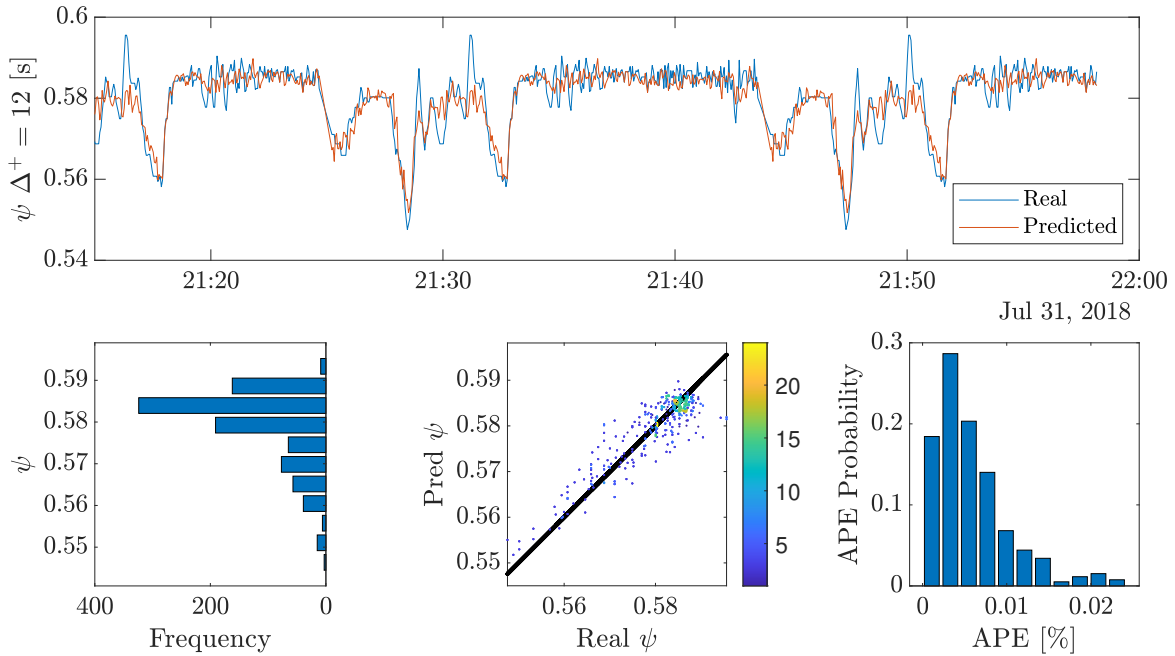 ψ Δ⁺ = 12 [s]
0.6
0.58
0.56
0.54
Real
Predicted
21:20 21:30 21:40 21:50 22:00
Jul 31, 2018
ψ
0.59
0.58
0.57
0.56
0.55
400 200 0
Frequency
Pred ψ
0.59
0.58
0.57
0.56
0.55
0.56 0.58
Real ψ
20
15
10
5
APE Probability
0.3
0.2
0.1
0
0 0.01 0.02
APE [%]